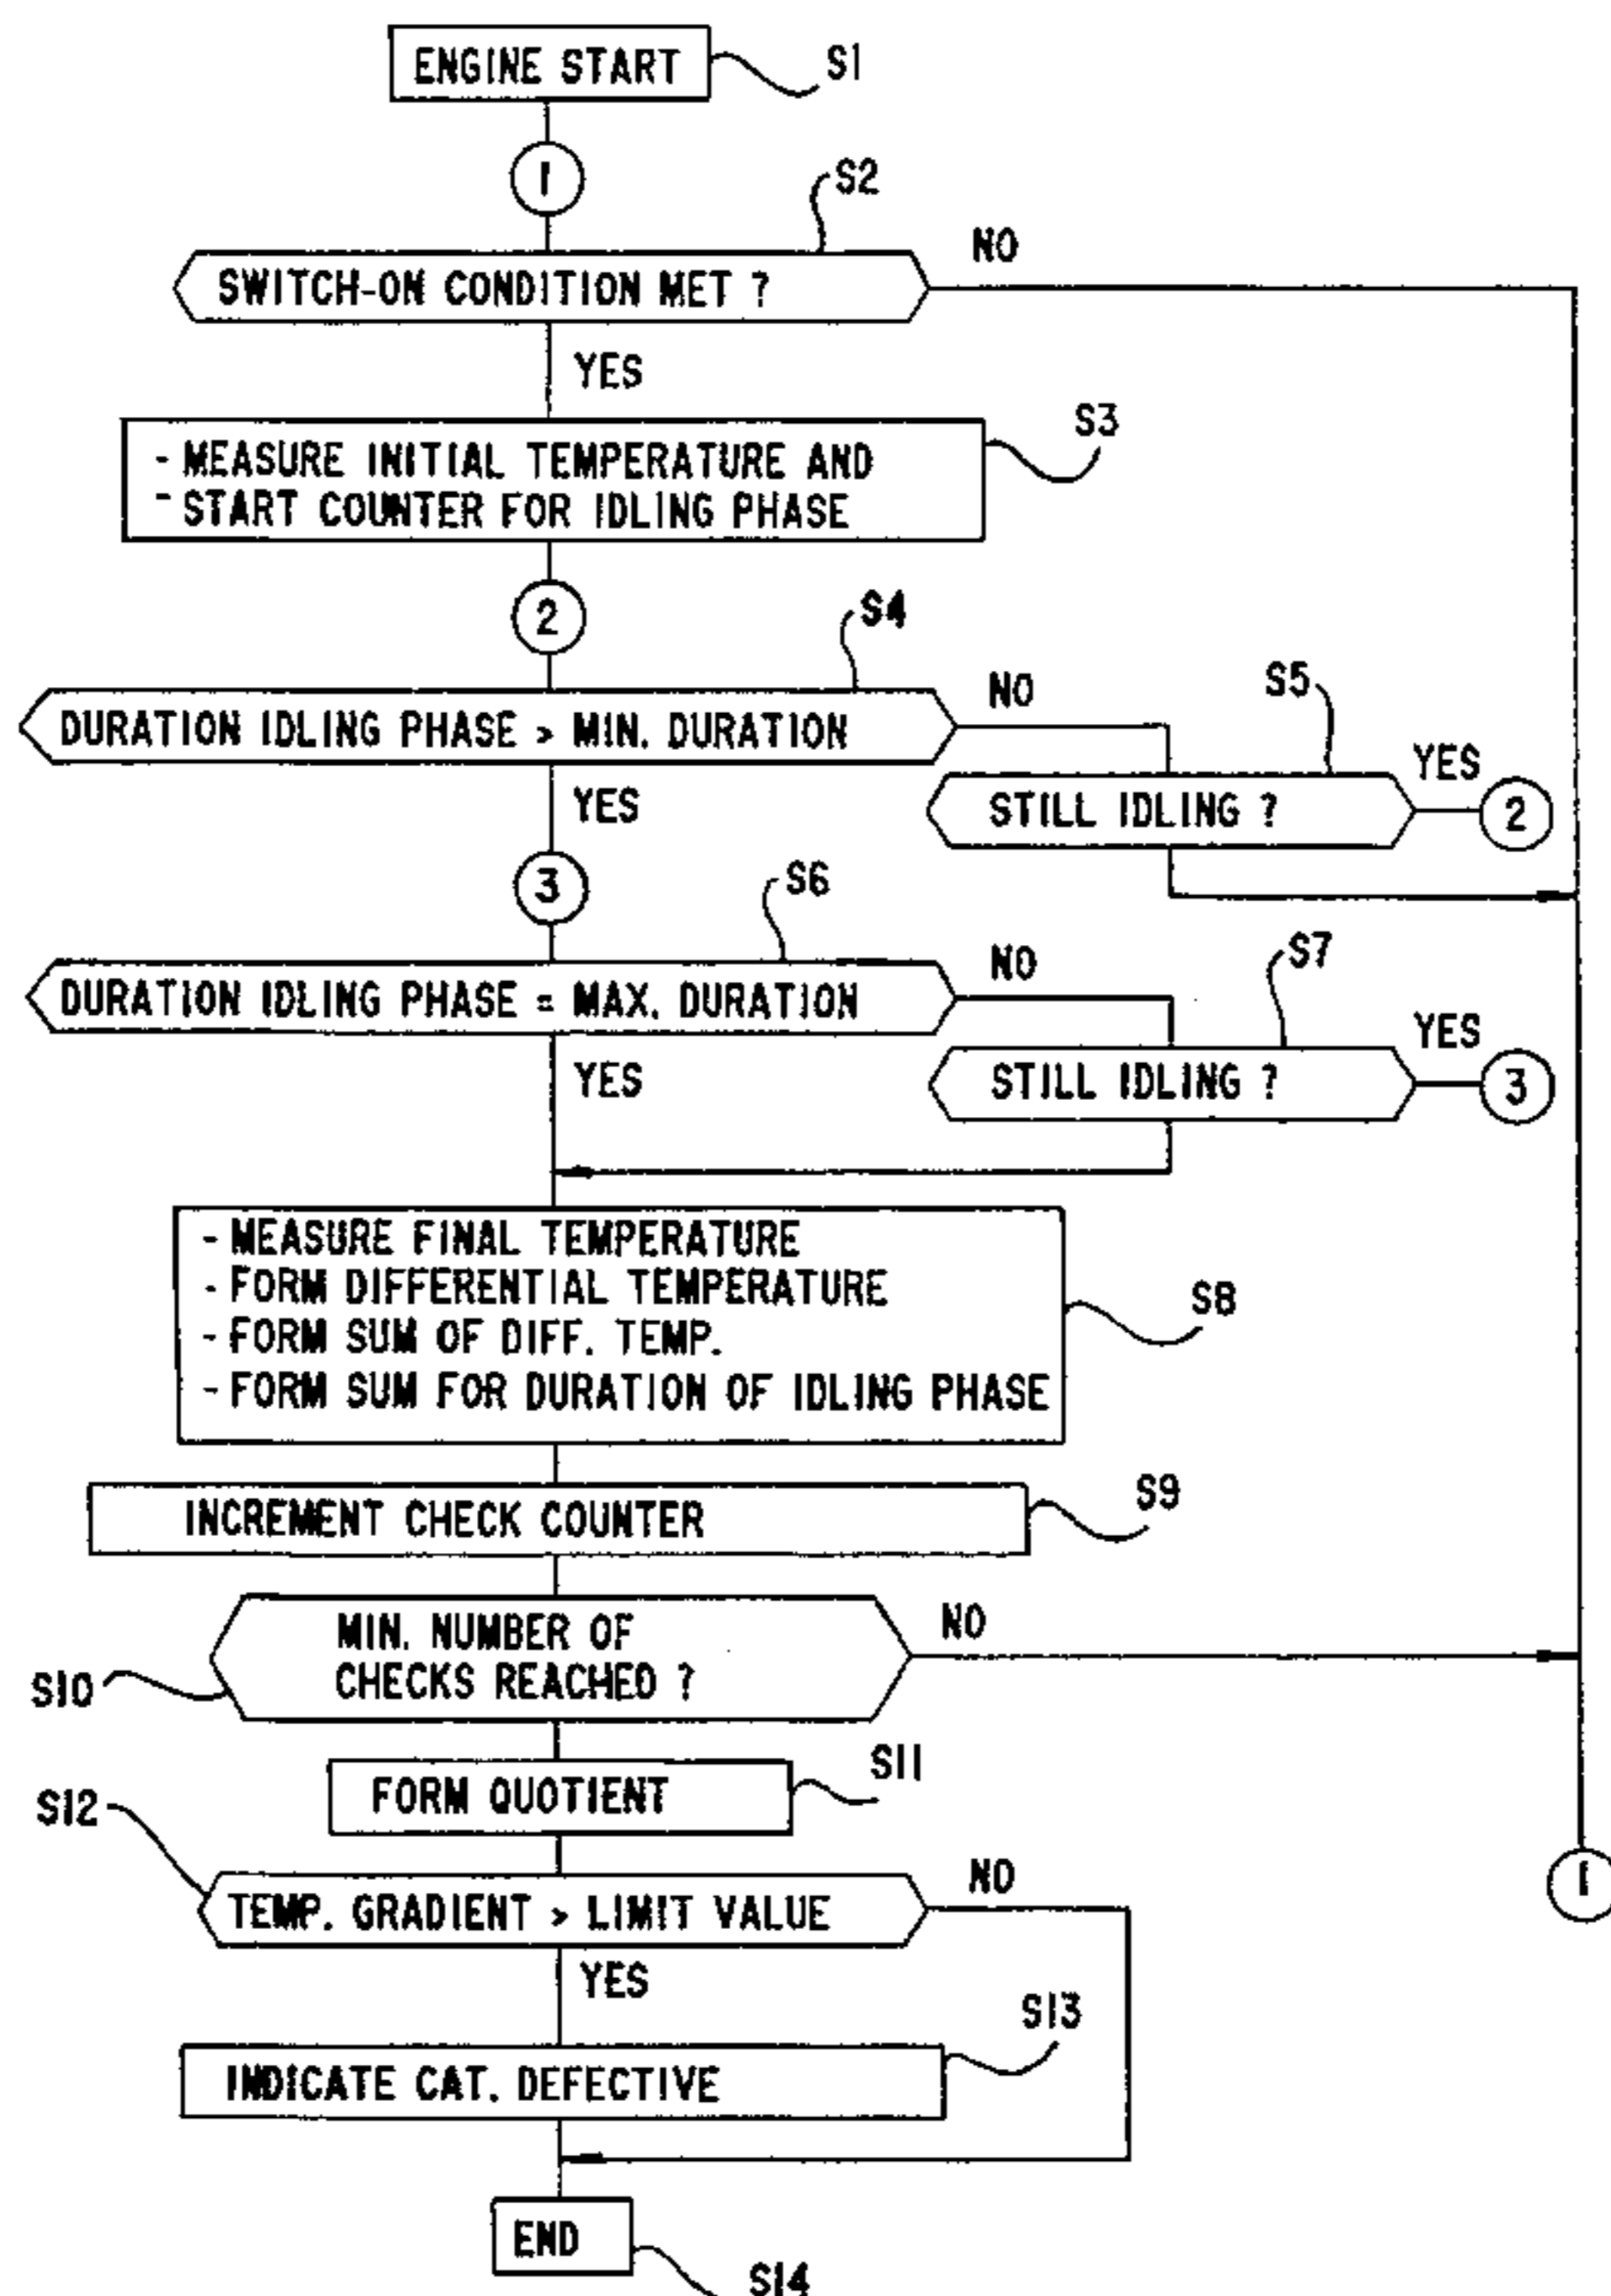 ENGINE START
S1
1
S2
SWITCH-ON CONDITION MET ?
NO
YES
S3
- MEASURE INITIAL TEMPERATURE AND
- START COUNTER FOR IDLING PHASE
2
S4
DURATION IDLING PHASE > MIN. DURATION
NO
S5
STILL IDLING ?
YES
2
YES
3
S6
DURATION IDLING PHASE = MAX. DURATION
NO
S7
STILL IDLING ?
YES
3
YES
- MEASURE FINAL TEMPERATURE
- FORM DIFFERENTIAL TEMPERATURE
- FORM SUM OF DIFF. TEMP.
- FORM SUM FOR DURATION OF IDLING PHASE
S8
INCREMENT CHECK COUNTER
S9
MIN. NUMBER OF
CHECKS REACHED ?
NO
S10
FORM QUOTIENT
S11
S12
TEMP. GRADIENT > LIMIT VALUE
NO
1
YES
S13
INDICATE CAT. DEFECTIVE
END
S14